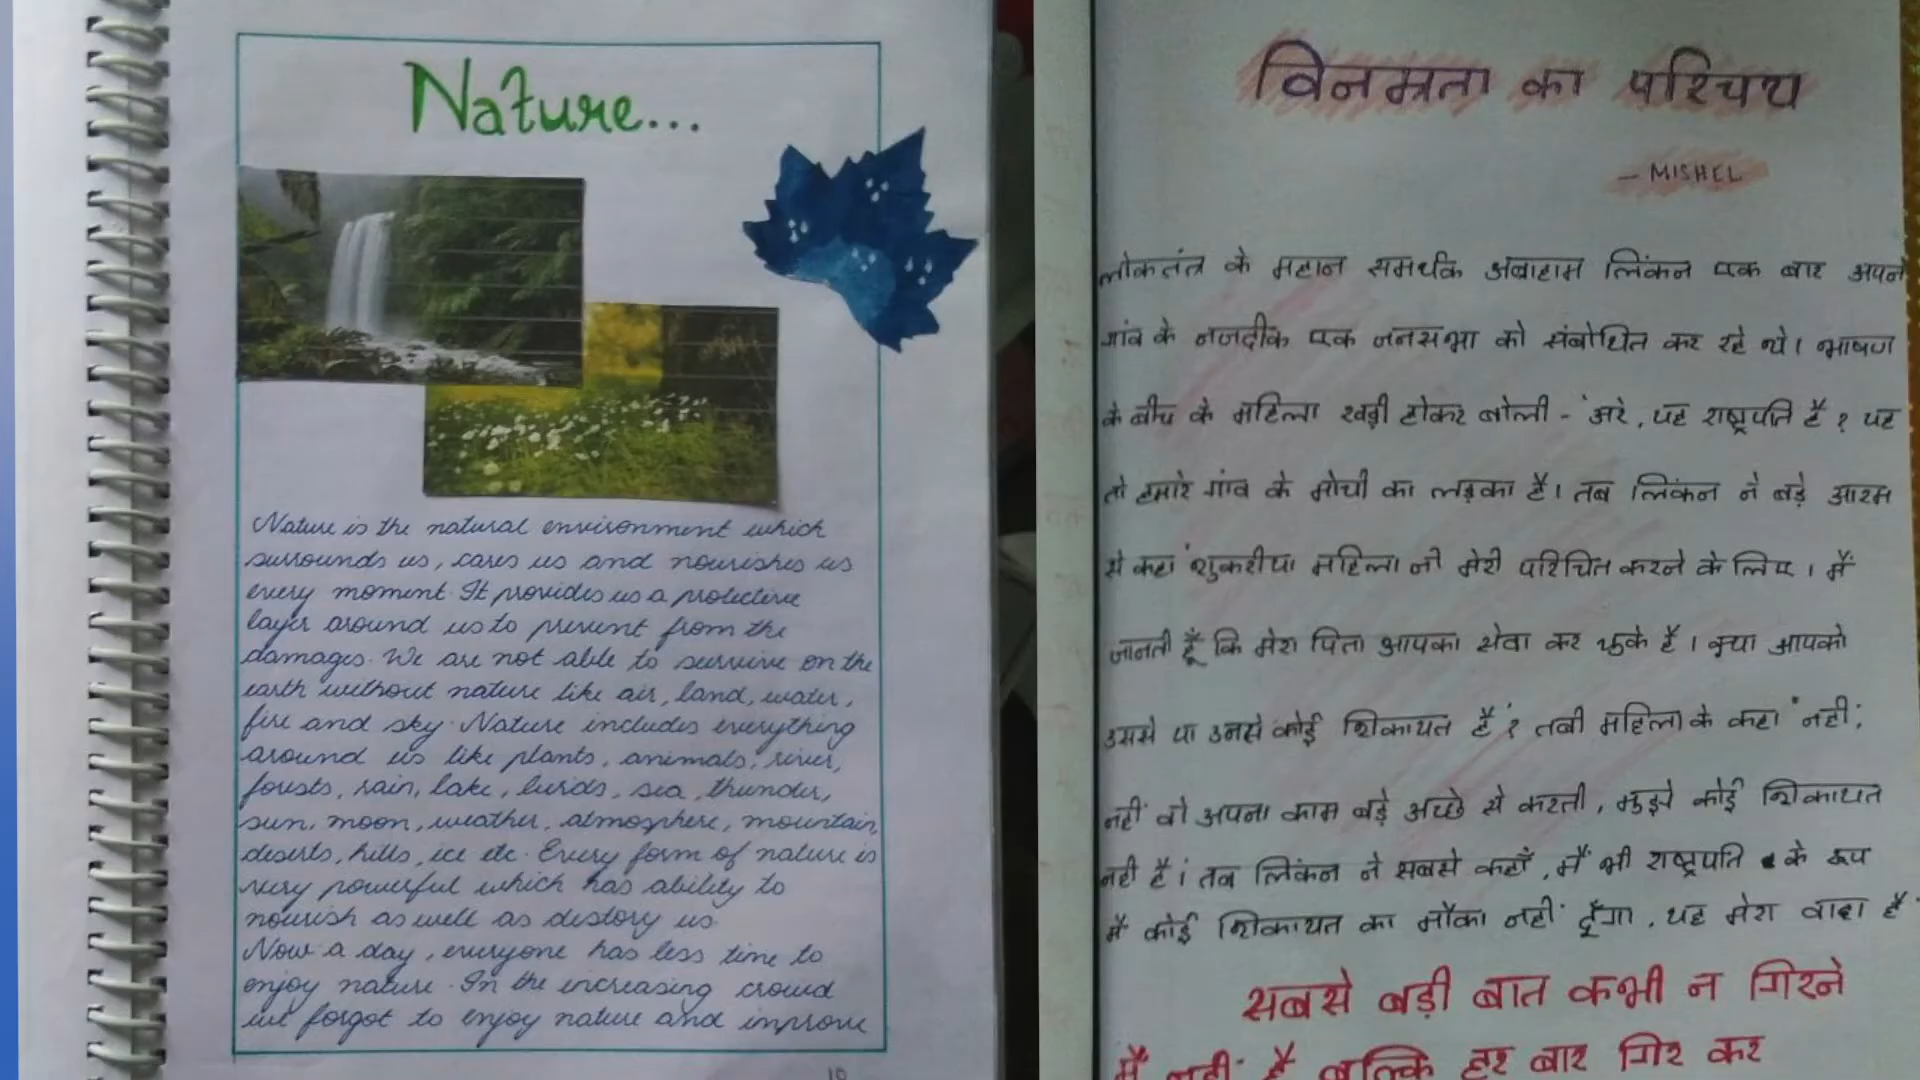 Nature...
Nature is the natural environment which
surrounds us, cares us and nourishes us
every moment. It provides us a protective
layer around us to prevent from the
damages. We are not able to survive on the
earth without nature like air, land, water,
fire and sky. Nature includes everything
around us like plants, animals, river,
forests, rain, lake, birds, sea, thunder,
sun, moon, weather, atmosphere, mountain,
deserts, hills, ice etc. Every form of nature is
very powerful which has ability to
nourish as well as destory us.
Now a day, everyone has less time to
enjoy nature. In the increasing crowd
we forgot to enjoy nature and improve
10
विनम्रता का परिचय
- MISHEL
लोकतंत्र के महान समर्थक अब्राहाम लिंकन एक बार अपने
गांव के नजदीक एक जनसभा को संबोधित कर रहे थे। भाषण
के बीच के महिला खड़ी होकर बोली - 'अरे, यह राष्ट्रपति है ? यह
तो हमारे गांव के मोची का लड़का है। तब लिंकन ने बड़े आरम
से कहा 'शुकरीया महिला जी मेरी परिचित करने के लिए। मैं
जानती हूँ कि मेरा पिता आपका सेवा कर चुके है। क्या आपको
उससे या उनसे कोई शिकायत है ? तबी महिला के कहा 'नही;
नहीं वो अपना काम बड़े अच्छे से करती, मुझे कोई शिकायत
नही है। तब लिंकन ने सबसे कहाँ, मैं भी राष्ट्रपति के रूप
मैं कोई शिकायत का मौका नहीं दूँगा, यह मेरा वादा है
सबसे बड़ी बात कभी न गिरने
मैं नहीं है बल्कि हर बार गिर कर